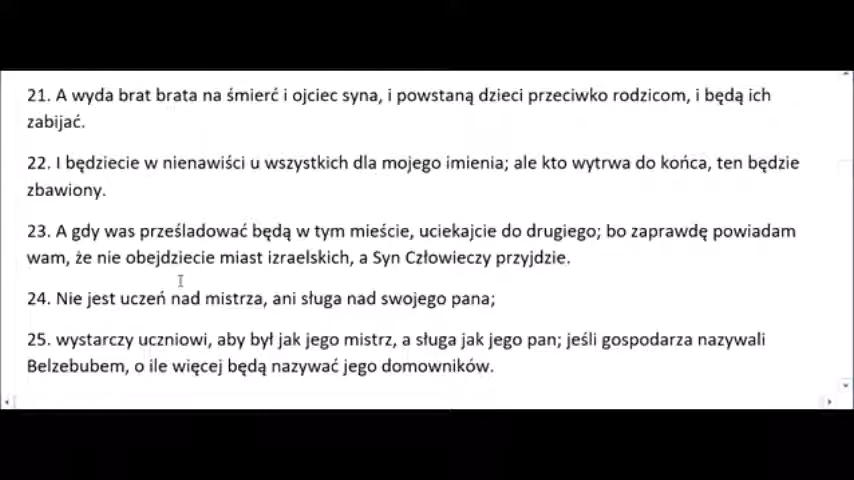 21. A wyda brat brata na śmierć i ojciec syna, i powstaną dzieci przeciwko rodzicom, i będą ich
zabijać.
22. I będziecie w nienawiści u wszystkich dla mojego imienia; ale kto wytrwa do końca, ten będzie
zbawiony.
23. A gdy was prześladować będą w tym mieście, uciekajcie do drugiego; bo zaprawdę powiadam
wam, że nie obejdziecie miast izraelskich, a Syn Człowieczy przyjdzie.
24. Nie jest uczeń nad mistrza, ani sługa nad swojego pana;
25. wystarczy uczniowi, aby był jak jego mistrz, a sługa jak jego pan; jeśli gospodarza nazywali
Belzebubem, o ile więcej będą nazywać jego domowników.